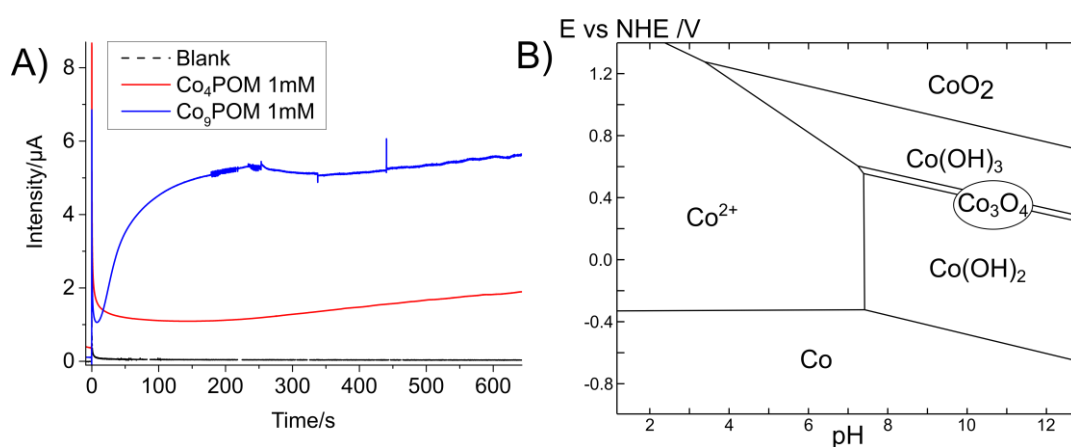 A)
Blank
Co₄POM 1mM
Co₉POM 1mM
Intensity/µA
8
6
4
2
0
0 100 200 300 400 500 600
Time/s
B)
E vs NHE /V
1.2
0.8
0.4
0.0
-0.4
-0.8
CoO₂
Co(OH)₃
Co₃O₄
Co²⁺
Co(OH)₂
Co
2 4 6 8 10 12
pH